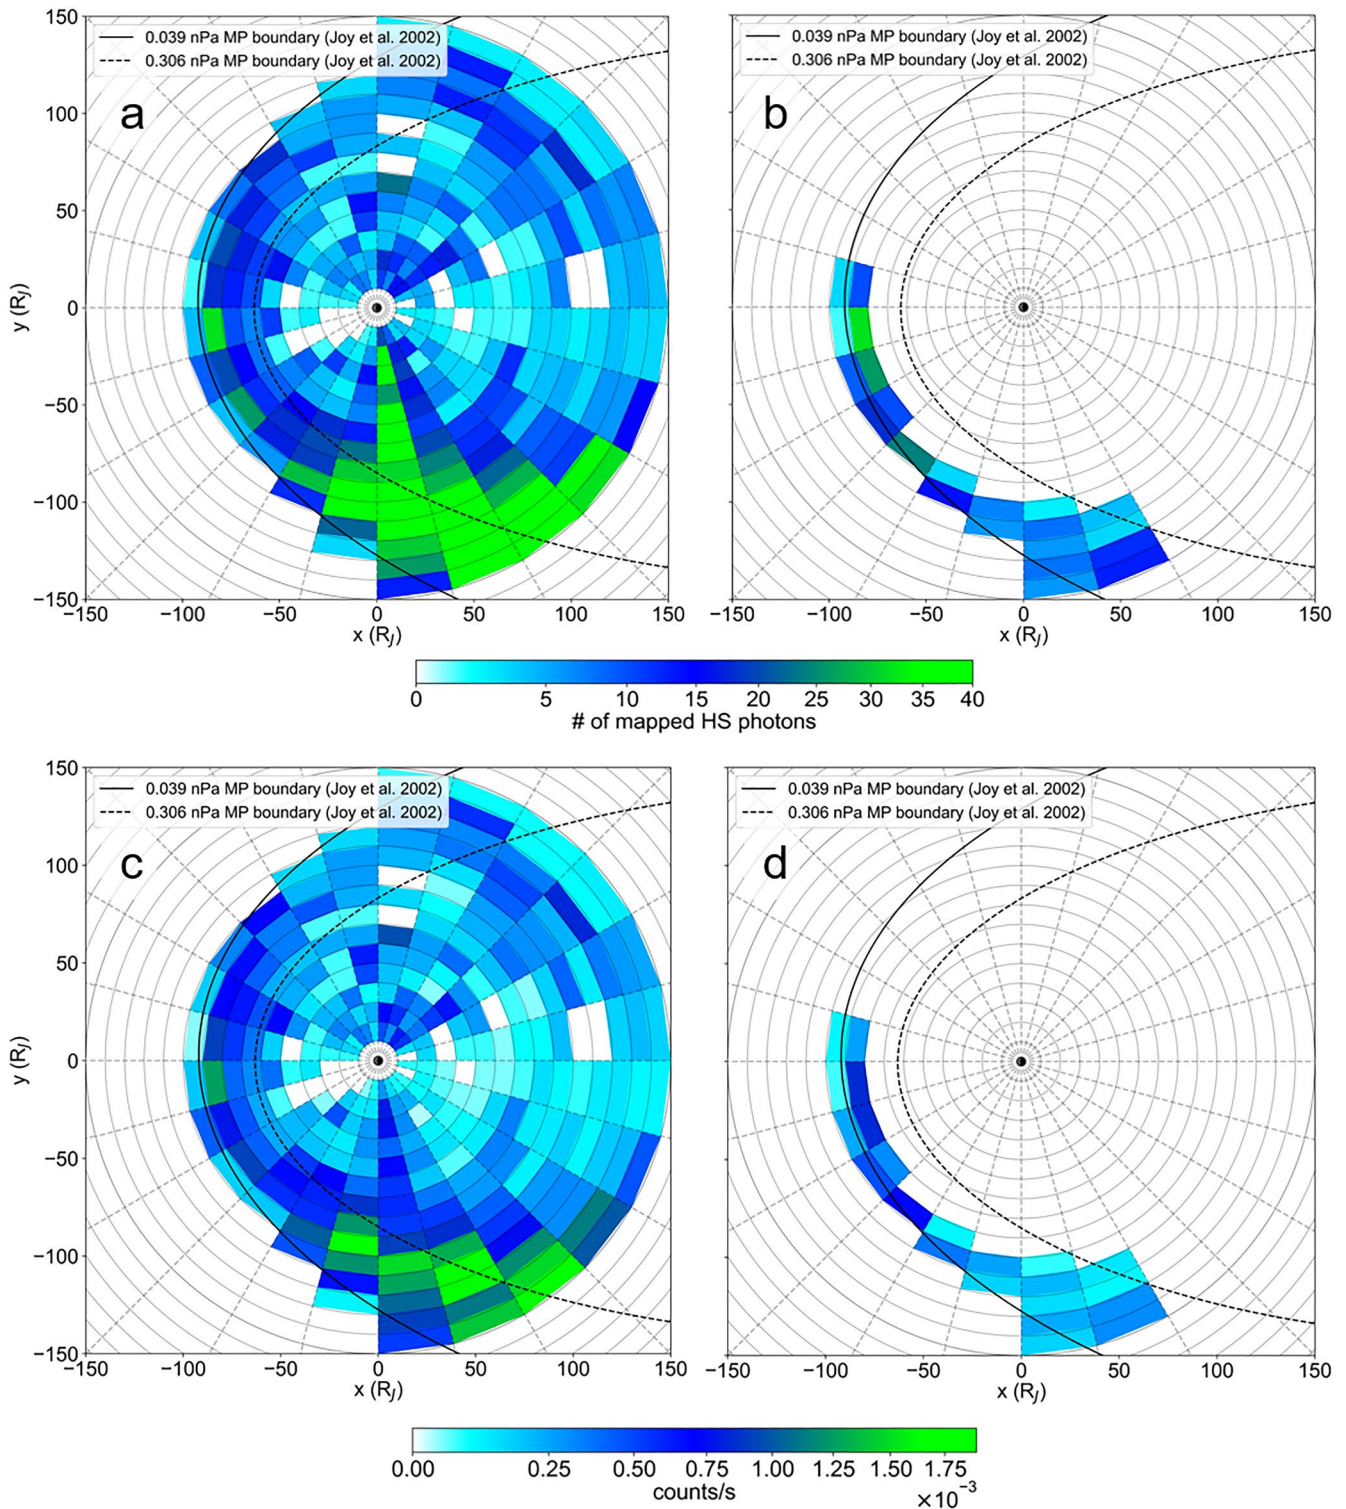 a
0.039 nPa MP boundary (Joy et al. 2002)
0.306 nPa MP boundary (Joy et al. 2002)
150
100
50
0
−50
−100
−150
y (RJ)
−150 −100 −50 0 50 100 150
x (RJ)
b
0.039 nPa MP boundary (Joy et al. 2002)
0.306 nPa MP boundary (Joy et al. 2002)
−150 −100 −50 0 50 100 150
x (RJ)
0 5 10 15 20 25 30 35 40
# of mapped HS photons
c
0.039 nPa MP boundary (Joy et al. 2002)
0.306 nPa MP boundary (Joy et al. 2002)
150
100
50
0
−50
−100
−150
y (RJ)
−150 −100 −50 0 50 100 150
x (RJ)
d
0.039 nPa MP boundary (Joy et al. 2002)
0.306 nPa MP boundary (Joy et al. 2002)
−150 −100 −50 0 50 100 150
x (RJ)
0.00 0.25 0.50 0.75 1.00 1.25 1.50 1.75
counts/s
×10⁻³